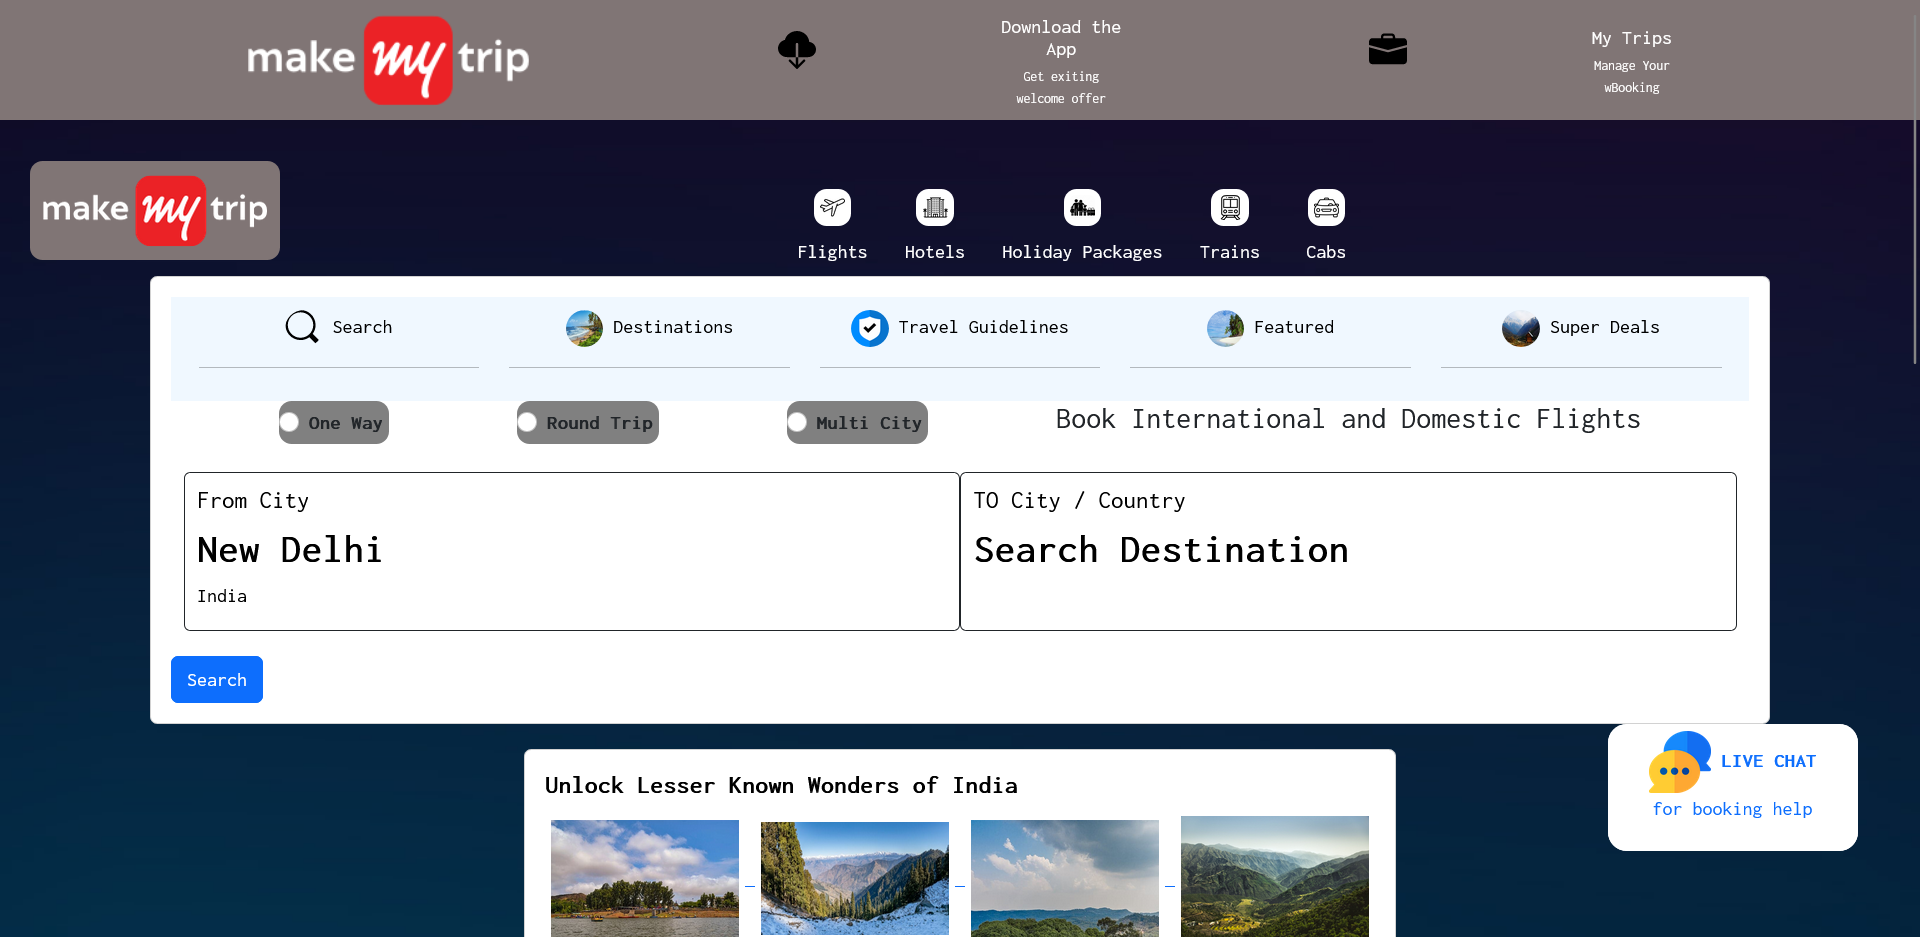 make my trip
Download the
App
Get exiting
welcome offer
My Trips
Manage Your
wBooking
make my trip
Flights
Hotels
Holiday Packages
Trains
Cabs
Search
Destinations
Travel Guidelines
Featured
Super Deals
One Way
Round Trip
Multi City
Book International and Domestic Flights
From City
New Delhi
India
TO City / Country
Search Destination
Search
LIVE CHAT
for booking help
Unlock Lesser Known Wonders of India